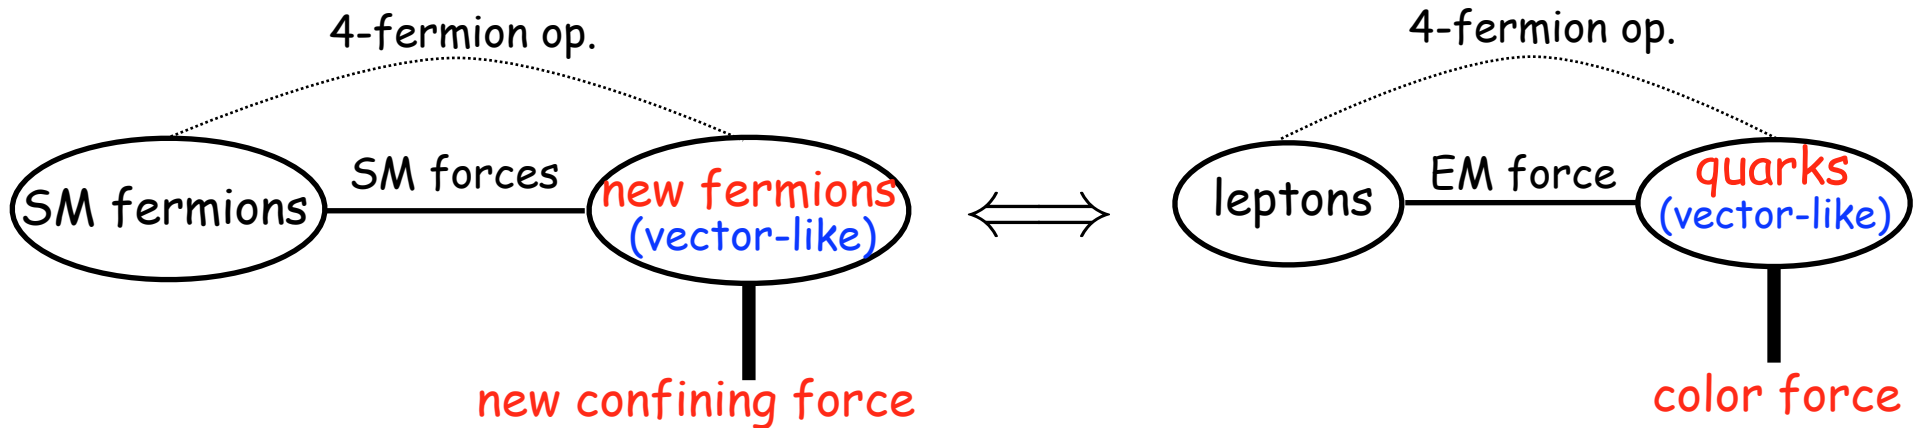 4-fermion op.
SM fermions
SM forces
new fermions
(vector-like)
new confining force
4-fermion op.
leptons
EM force
quarks
(vector-like)
color force